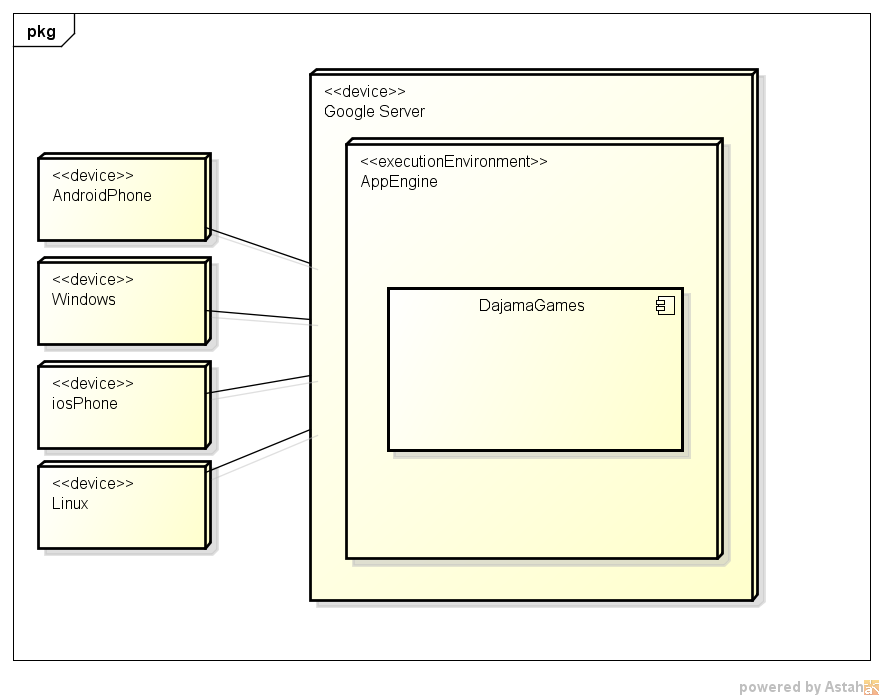 pkg
<<device>>
Google Server
<<executionEnvironment>>
AppEngine
DajamaGames
<<device>>
AndroidPhone
<<device>>
Windows
<<device>>
iosPhone
<<device>>
Linux
powered by Astah